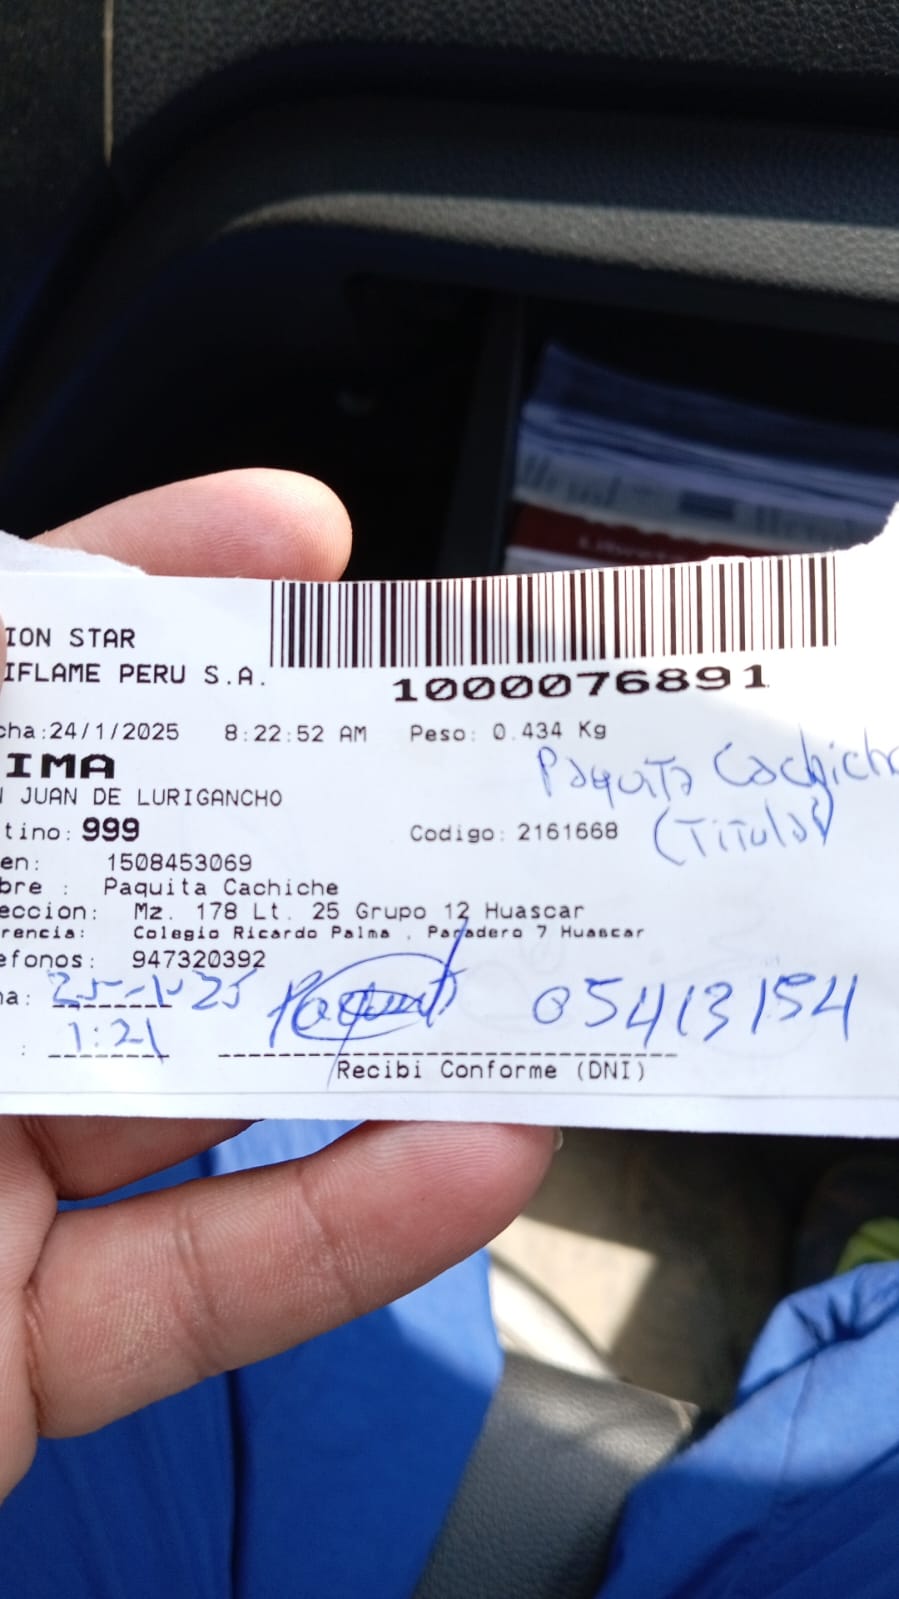 ION STAR
IFLAME PERU S.A.
1000076891
cha:24/1/2025 8:22:52 AM Peso: 0.434 Kg
IMA
JUAN DE LURIGANCHO
Paquita Cachiche
tino: 999 Codigo: 2161668 (Titular)
en: 1508453069
bre : Paquita Cachiche
eccion: Mz. 178 Lt. 25 Grupo 12 Huascar
rencia: Colegio Ricardo Palma , Paradero 7 Huascar
efonos: 947320392
na: 25-1-25 Paquita 05413154
: 1:21
Recibi Conforme (DNI)